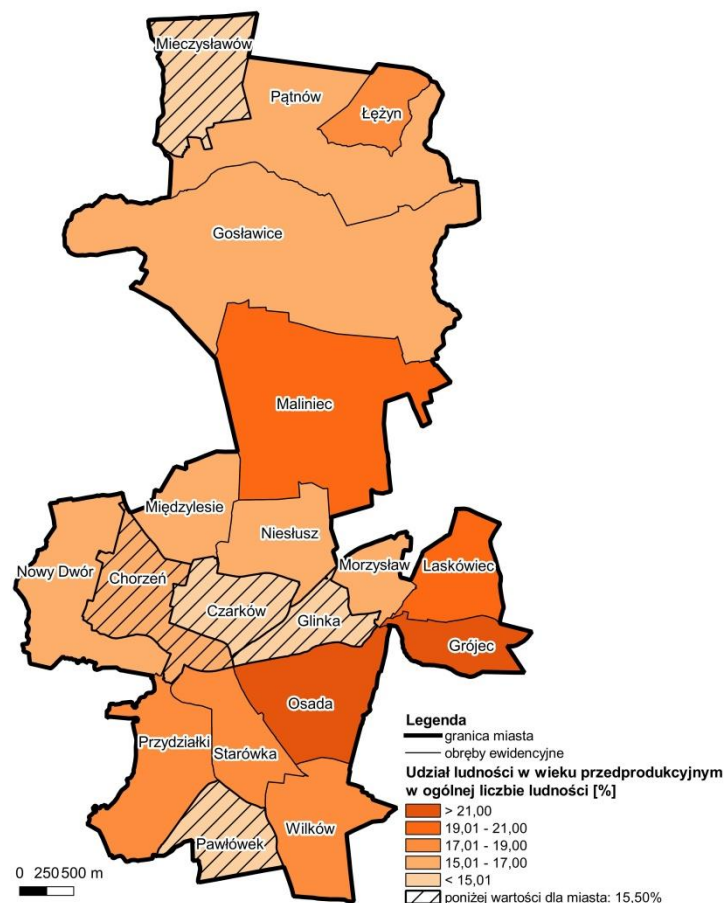 Mieczysławów
Pątnów
Łężyn
Gosławice
Maliniec
Międzylesie
Niesłusz
Nowy Dwór
Chorzeń
Czarków
Glinka
Morzysław
Laskówiec
Grójec
Osada
Przydziałki
Starówka
Pawłówek
Wilków
0 250 500 m
Legenda
granica miasta
obręby ewidencyjne
Udział ludności w wieku przedprodukcyjnym
w ogólnej liczbie ludności [%]
> 21,00
19,01 - 21,00
17,01 - 19,00
15,01 - 17,00
< 15,01
poniżej wartości dla miasta: 15,50%